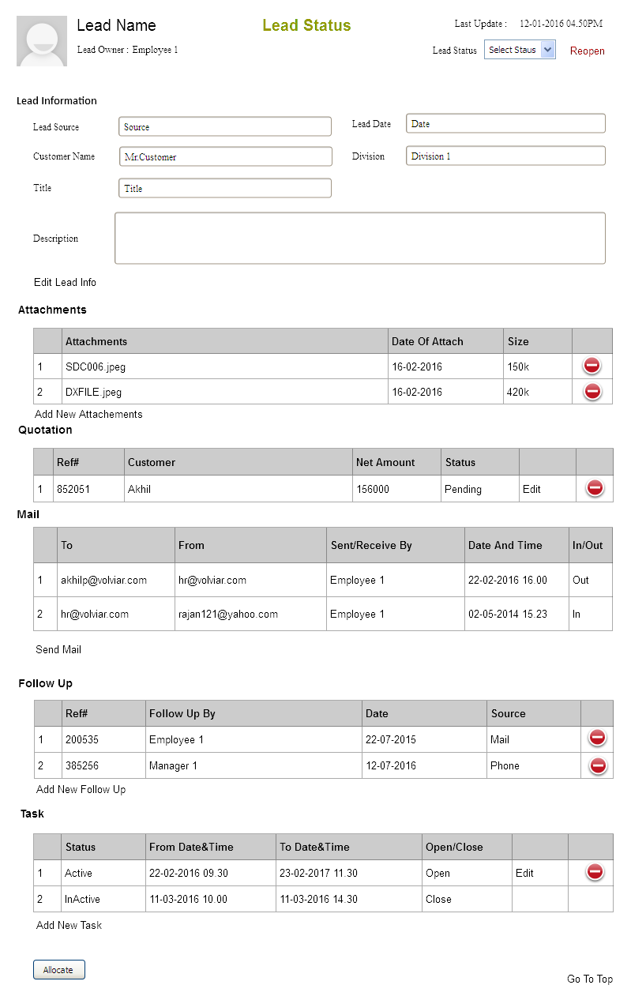 Lead Name
Lead Status
Last Update : 12-01-2016 04.50PM
Lead Owner : Employee 1
Lead Status Select Staus Reopen
Lead Information
Lead Source Source Lead Date Date
Customer Name Mr.Customer Division Division 1
Title Title
Description
Edit Lead Info
Attachments
Attachments Date Of Attach Size
1 SDC006.jpeg 16-02-2016 150k
2 DXFILE.jpeg 16-02-2016 420k
Add New Attachements
Quotation
Ref# Customer Net Amount Status
1 852051 Akhil 156000 Pending Edit
Mail
To From Sent/Receive By Date And Time In/Out
1 akhilp@volviar.com hr@volviar.com Employee 1 22-02-2016 16.00 Out
2 hr@volviar.com rajan121@yahoo.com Employee 1 02-05-2014 15.23 In
Send Mail
Follow Up
Ref# Follow Up By Date Source
1 200535 Employee 1 22-07-2015 Mail
2 385256 Manager 1 12-07-2016 Phone
Add New Follow Up
Task
Status From Date&Time To Date&Time Open/Close
1 Active 22-02-2016 09.30 23-02-2017 11.30 Open Edit
2 InActive 11-03-2016 10.00 11-03-2016 14.30 Close
Add New Task
Allocate
Go To Top